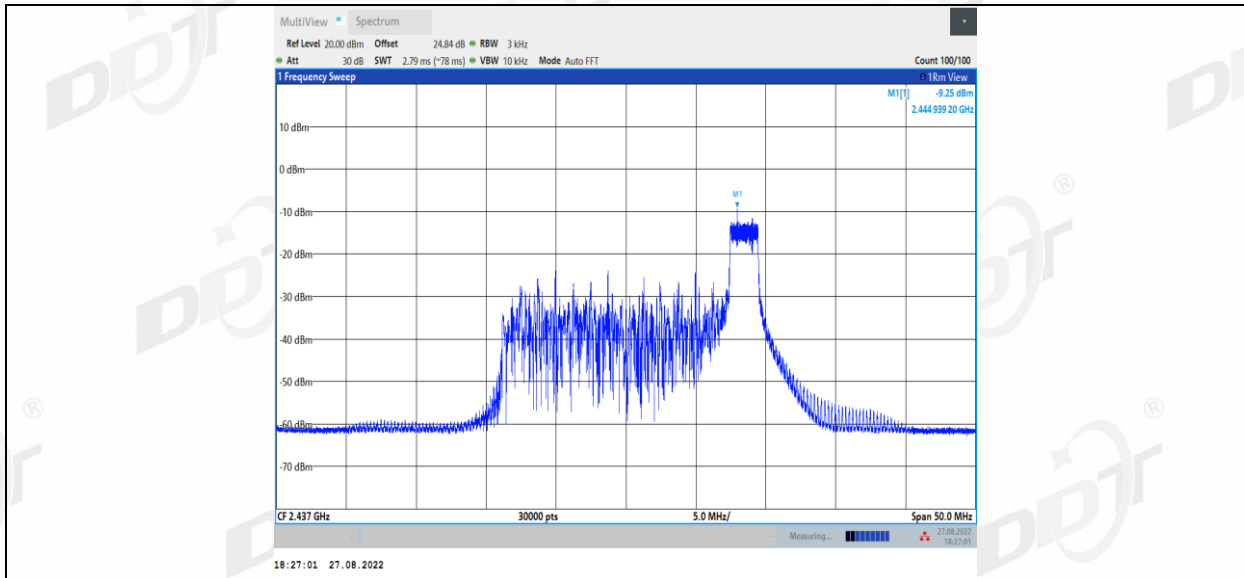 MultiView Spectrum
Ref Level 20.00 dBm Offset 24.84 dB RBW 3 kHz
Att 30 dB SWT 2.79 ms (~78 ms) VBW 10 kHz Mode Auto FFT Count 100/100
1 Frequency Sweep 1Rm View
M1[1] -9.25 dBm
2.444 939 20 GHz
10 dBm
0 dBm
M1
-10 dBm
-20 dBm
-30 dBm
-40 dBm
-50 dBm
-60 dBm
-70 dBm
CF 2.437 GHz 30000 pts 5.0 MHz/ Span 50.0 MHz
Measuring... 27.08.2022
18:27:01
18:27:01 27.08.2022
DDT
®